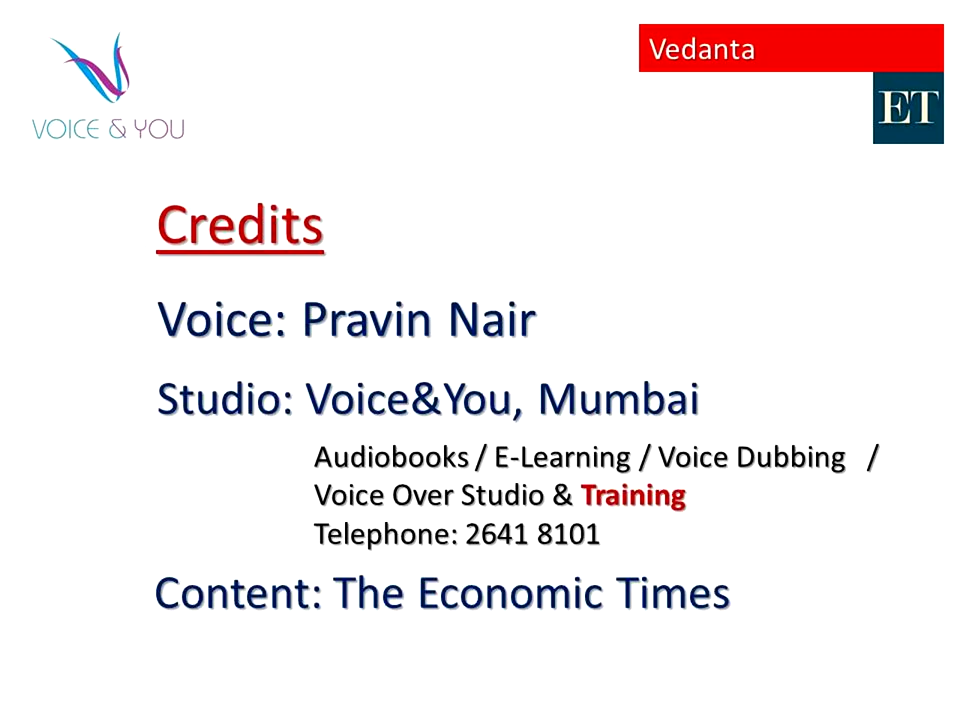 VOICE & YOU
Vedanta
ET
Credits
Voice: Pravin Nair
Studio: Voice&You, Mumbai
Audiobooks / E-Learning / Voice Dubbing /
Voice Over Studio & Training
Telephone: 2641 8101
Content: The Economic Times